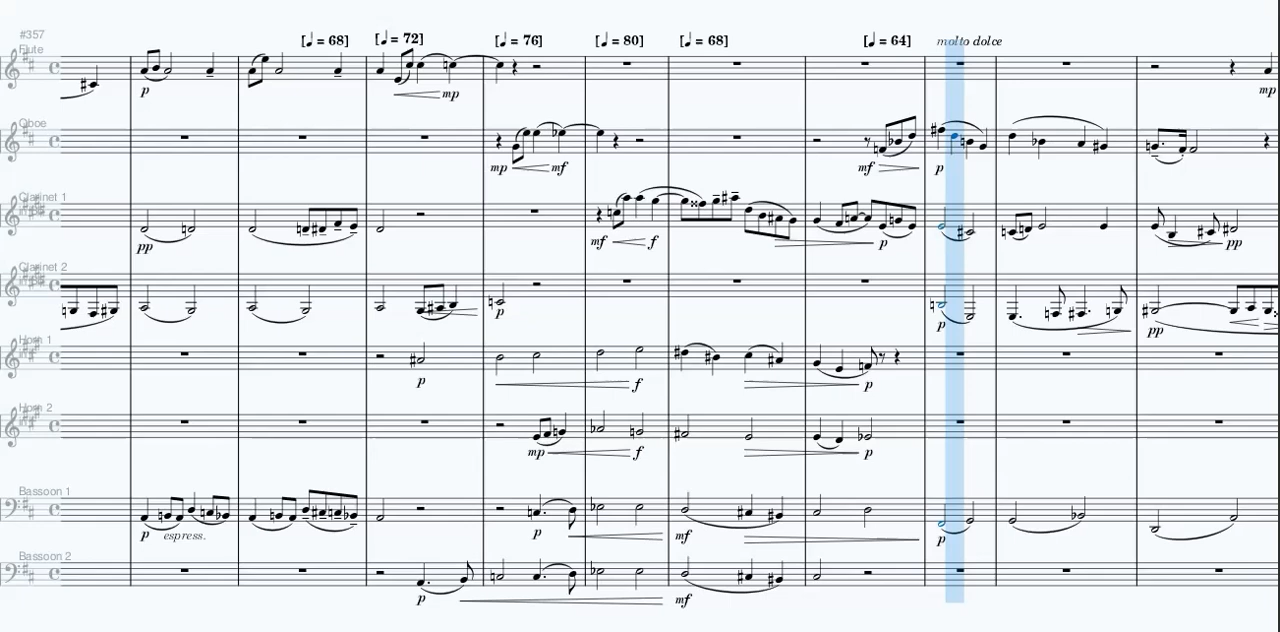 #357
[♩ = 68] [♩ = 72] [♩ = 76] [♩ = 80] [♩ = 68] [♩ = 64] molto dolce
Flute
p mp mp
Oboe
mp mf mf p
Clarinet 1
pp mf f p pp
Clarinet 2
p p pp
Horn 1
p f p
Horn 2
mp f p
Bassoon 1
p espress. p mf p
Bassoon 2
p mf